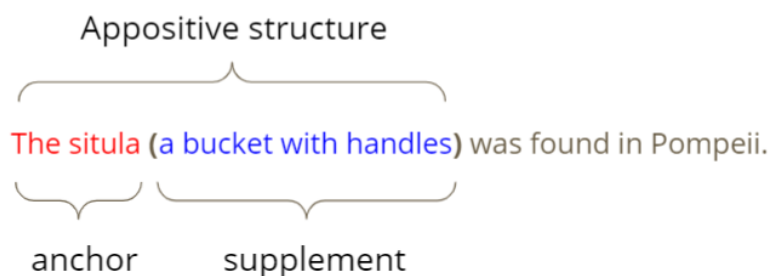 Appositive structure
The situla (a bucket with handles) was found in Pompeii.
anchor supplement